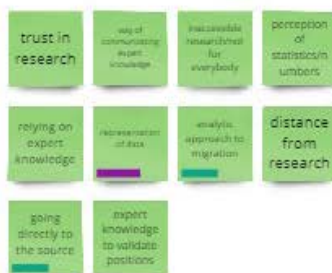 trust in
research
way of
communicating
expert
knowledge
inaccessible
research/not
for
everybody
perception
of
statistics/n
umbers
relying on
expert
knowledge
representation
of data
analytic
approach to
migration
distance
from
research
going
directly to
the source
expert
knowledge
to validate
positions